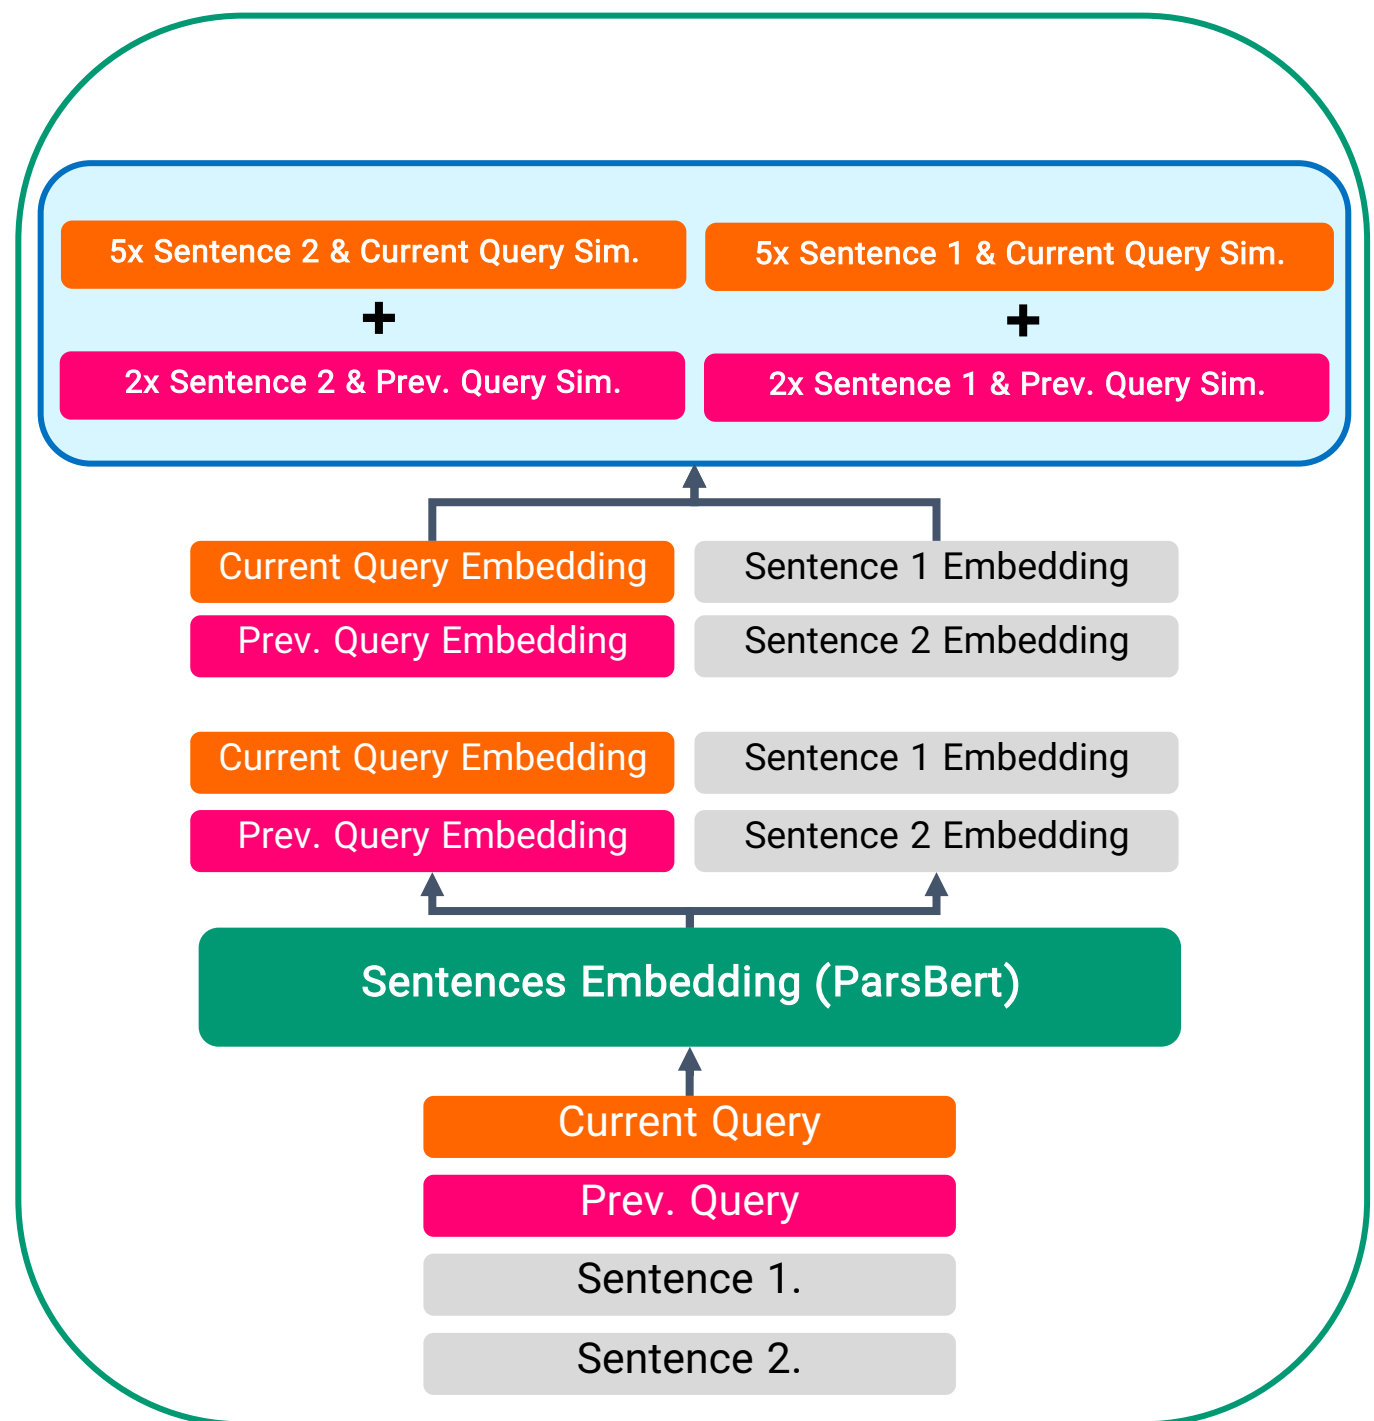 5x Sentence 2 & Current Query Sim.
5x Sentence 1 & Current Query Sim.
+
+
2x Sentence 2 & Prev. Query Sim.
2x Sentence 1 & Prev. Query Sim.
Current Query Embedding
Sentence 1 Embedding
Prev. Query Embedding
Sentence 2 Embedding
Current Query Embedding
Sentence 1 Embedding
Prev. Query Embedding
Sentence 2 Embedding
Sentences Embedding (ParsBert)
Current Query
Prev. Query
Sentence 1.
Sentence 2.